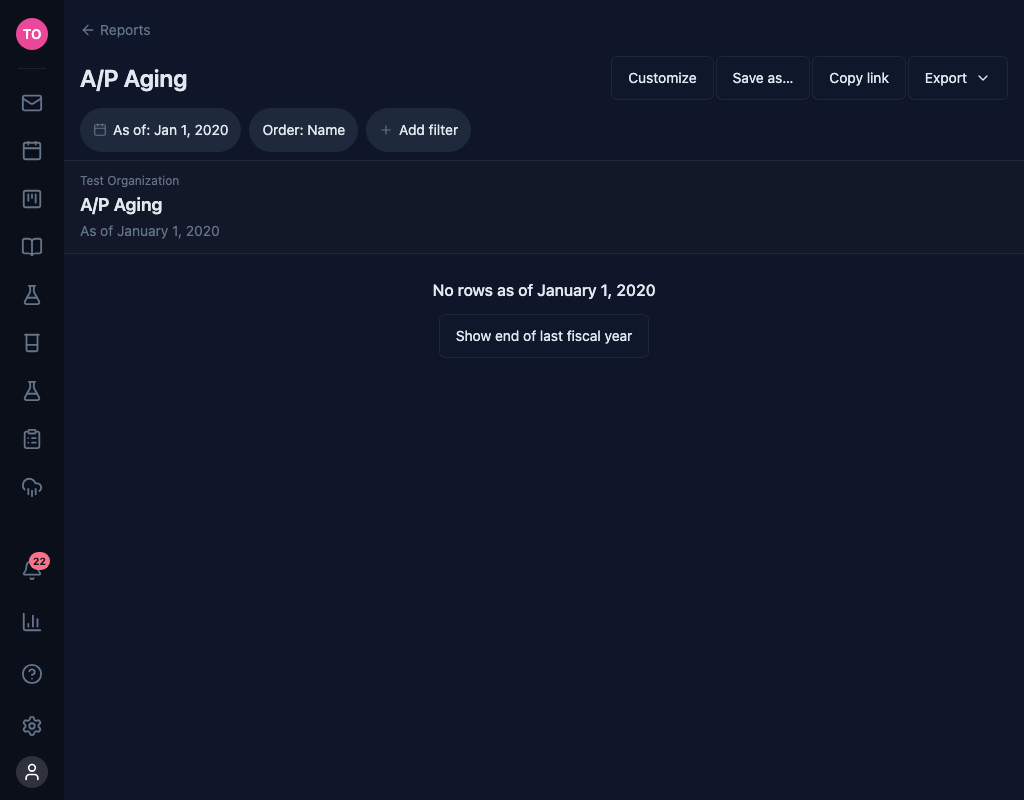 TO
Reports
A/P Aging
Customize
Save as...
Copy link
Export
As of: Jan 1, 2020
Order: Name
Add filter
Test Organization
A/P Aging
As of January 1, 2020
No rows as of January 1, 2020
Show end of last fiscal year
22